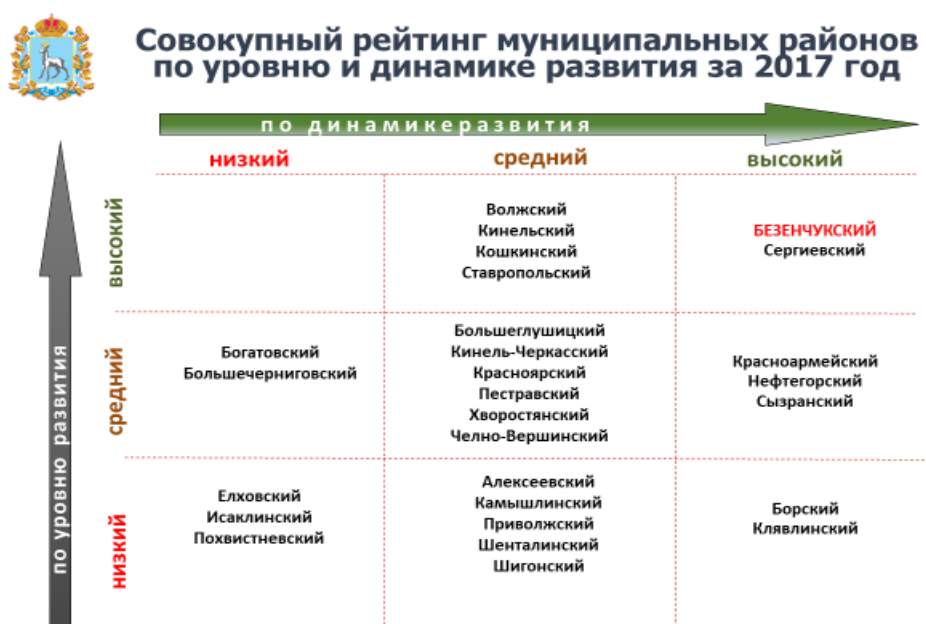 Совокупный рейтинг муниципальных районов
по уровню и динамике развития за 2017 год
по динамикеразвития
низкий
средний
высокий
по уровню развития
высокий
Волжский
Кинельский
Кошкинский
Ставропольский
БЕЗЕНЧУКСКИЙ
Сергиевский
средний
Богатовский
Большечерниговский
Большеглушицкий
Кинель-Черкасский
Красноярский
Пестравский
Хворостянский
Челно-Вершинский
Красноармейский
Нефтегорский
Сызранский
низкий
Елховский
Исаклинский
Похвистневский
Алексеевский
Камышлинский
Приволжский
Шенталинский
Шигонский
Борский
Клявлинский